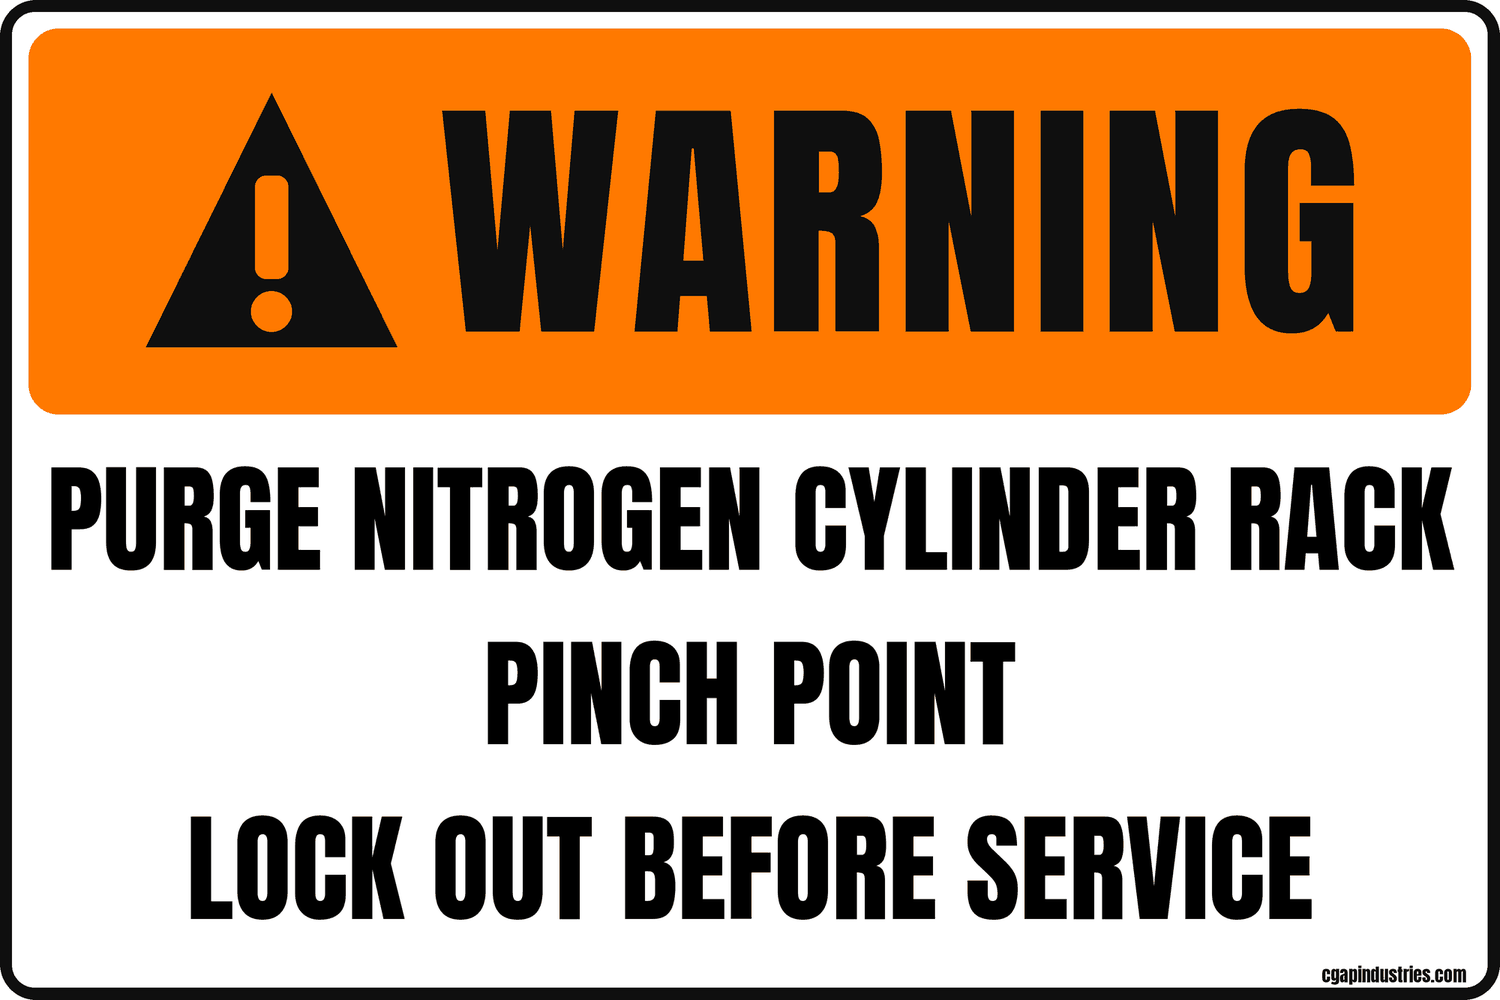 WARNING
PURGE NITROGEN CYLINDER RACK
PINCH POINT
LOCK OUT BEFORE SERVICE
cgapindustries.com